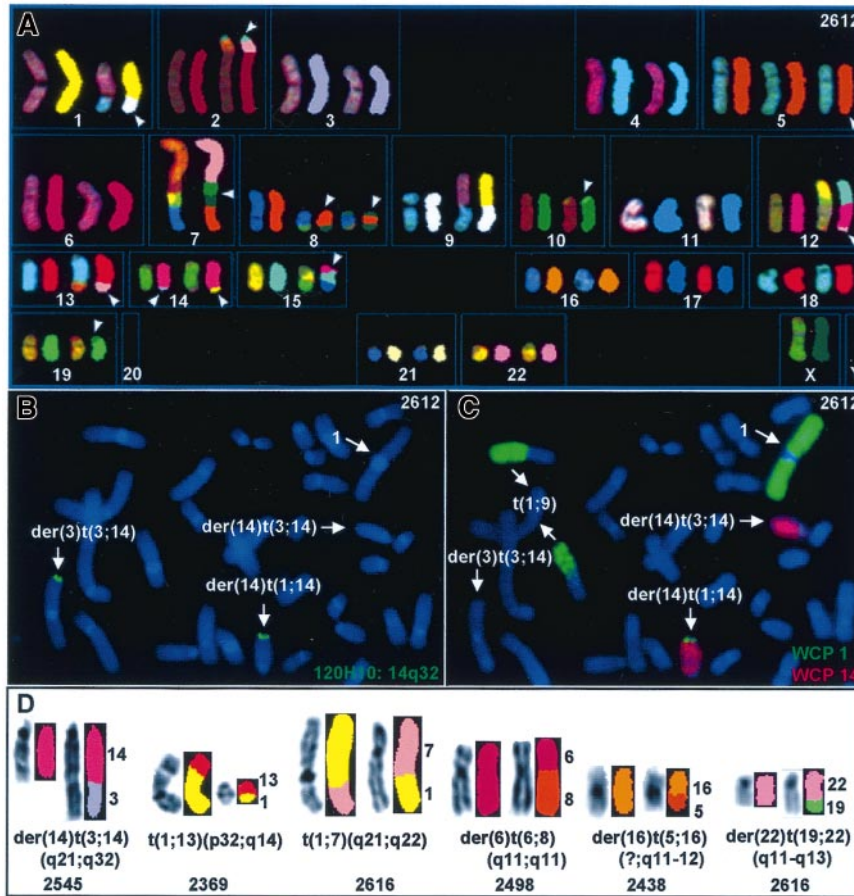 A
2612
1 2 3 4 5
6 7 8 9 10 11 12
13 14 15 16 17 18
19 20 21 22 X
B
2612
1
der(3)t(3;14)
der(14)t(3;14)
der(14)t(1;14)
120H10: 14q32
C
2612
1
t(1;9)
der(14)t(3;14)
der(3)t(3;14)
der(14)t(1;14)
WCP 1
WCP 14
D
14
3
13
1
7
1
6
8
16
5
22
19
der(14)t(3;14) t(1;13)(p32;q14) t(1;7)(q21;q22) der(6)t(6;8) der(16)t(5;16) der(22)t(19;22)
(q21;q32) (q11;q11) (?;q11-12) (q11-q13)
2545 2369 2616 2498 2438 2616